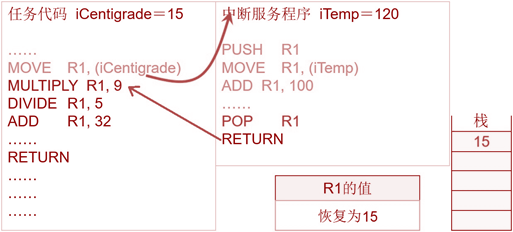 任务代码 iCentigrade＝15
……
MOVE R1, (iCentigrade)
MULTIPLY R1, 9
DIVIDE R1, 5
ADD R1, 32
……
RETURN
……
……
……
中断服务程序 iTemp＝120
PUSH R1
MOVE R1, (iTemp)
ADD R1, 100
……
POP R1
RETURN
R1的值
恢复为15
栈
15